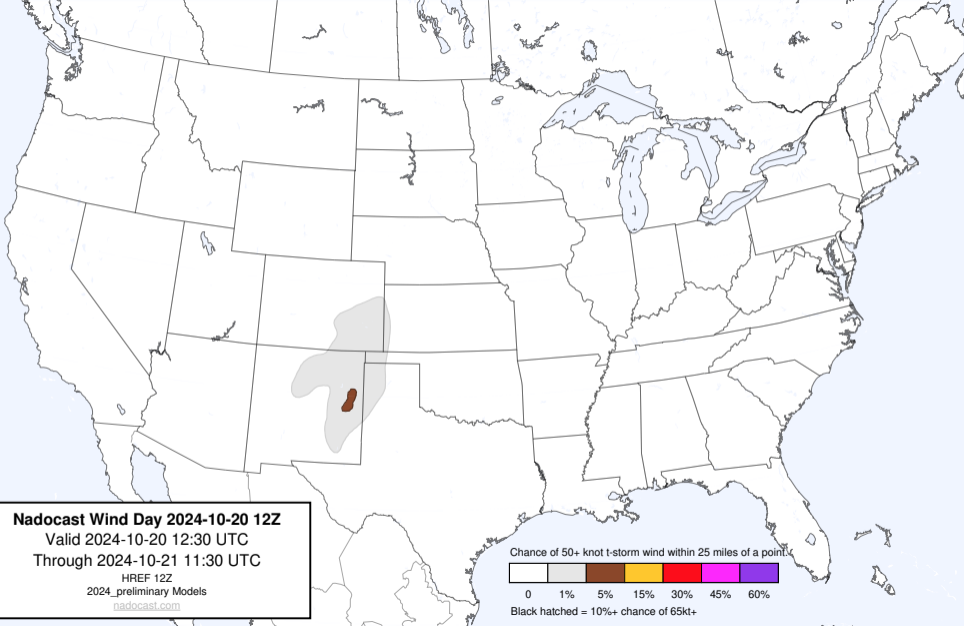 Nadocast Wind Day 2024-10-20 12Z
Valid 2024-10-20 12:30 UTC
Through 2024-10-21 11:30 UTC
HREF 12Z
2024_preliminary Models
nadocast.com
Chance of 50+ knot t-storm wind within 25 miles of a point.
0 1% 5% 15% 30% 45% 60%
Black hatched = 10%+ chance of 65kt+